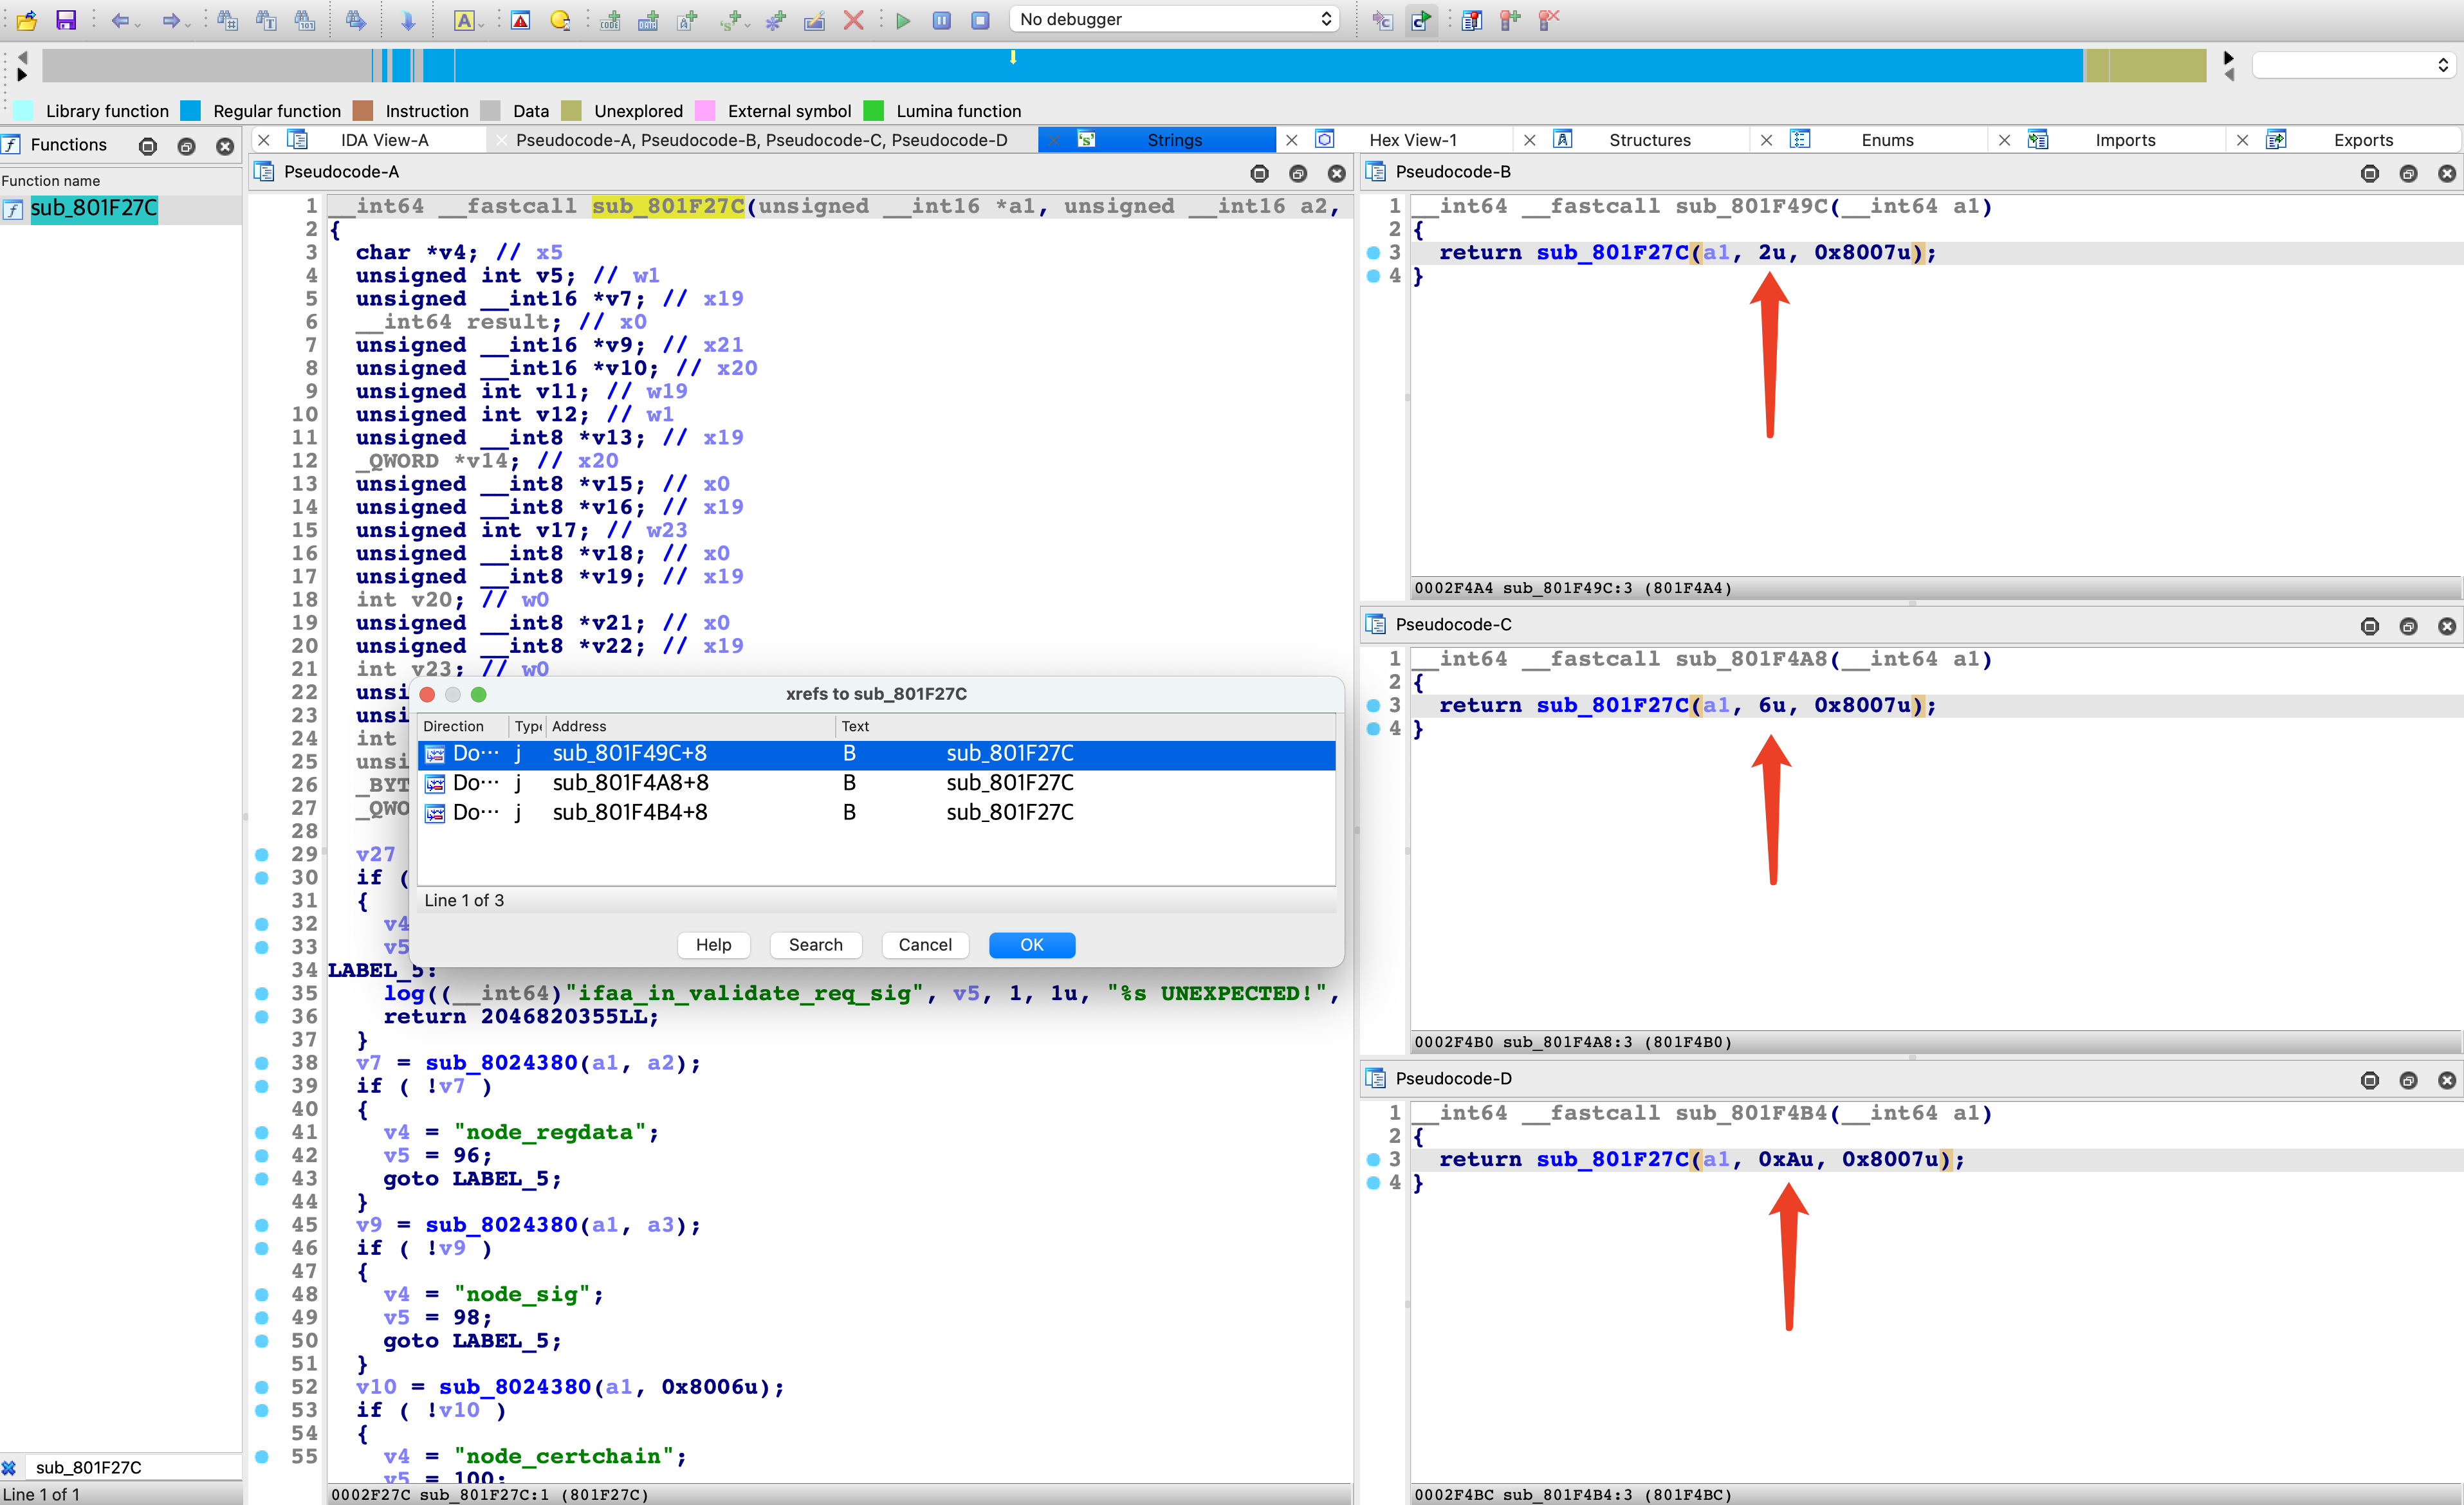 No debugger
Library function Regular function Instruction Data Unexplored External symbol Lumina function
Functions
IDA View-A Pseudocode-A, Pseudocode-B, Pseudocode-C, Pseudocode-D Strings Hex View-1 Structures Enums Imports Exports
Function name
sub_801F27C
sub_801F27C
Line 1 of 1
Pseudocode-A
1 __int64 __fastcall sub_801F27C(unsigned __int16 *a1, unsigned __int16 a2,
2 {
3 char *v4; // x5
4 unsigned int v5; // w1
5 unsigned __int16 *v7; // x19
6 __int64 result; // x0
7 unsigned __int16 *v9; // x21
8 unsigned __int16 *v10; // x20
9 unsigned int v11; // w19
10 unsigned int v12; // w1
11 unsigned __int8 *v13; // x19
12 _QWORD *v14; // x20
13 unsigned __int8 *v15; // x0
14 unsigned __int8 *v16; // x19
15 unsigned int v17; // w23
16 unsigned __int8 *v18; // x0
17 unsigned __int8 *v19; // x19
18 int v20; // w0
19 unsigned __int8 *v21; // x0
20 unsigned __int8 *v22; // x19
21 int v23; // w0
22 unsi
23 unsi
24 int
25 unsi
26 _BYT
27 _QWO
28
29 v27
30 if (
31 {
32 v4
33 v5
34 LABEL_5:
35 log((__int64)"ifaa_in_validate_req_sig", v5, 1, 1u, "%s UNEXPECTED!",
36 return 2046820355LL;
37 }
38 v7 = sub_8024380(a1, a2);
39 if ( !v7 )
40 {
41 v4 = "node_regdata";
42 v5 = 96;
43 goto LABEL_5;
44 }
45 v9 = sub_8024380(a1, a3);
46 if ( !v9 )
47 {
48 v4 = "node_sig";
49 v5 = 98;
50 goto LABEL_5;
51 }
52 v10 = sub_8024380(a1, 0x8006u);
53 if ( !v10 )
54 {
55 v4 = "node_certchain";
v5 = 100;
0002F27C sub_801F27C:1 (801F27C)
xrefs to sub_801F27C
Direction Type Address Text
Do··· j sub_801F49C+8 B sub_801F27C
Do··· j sub_801F4A8+8 B sub_801F27C
Do··· j sub_801F4B4+8 B sub_801F27C
Line 1 of 3
Help Search Cancel OK
Pseudocode-B
1 __int64 __fastcall sub_801F49C(__int64 a1)
2 {
3 return sub_801F27C(a1, 2u, 0x8007u);
4 }
0002F4A4 sub_801F49C:3 (801F4A4)
Pseudocode-C
1 __int64 __fastcall sub_801F4A8(__int64 a1)
2 {
3 return sub_801F27C(a1, 6u, 0x8007u);
4 }
0002F4B0 sub_801F4A8:3 (801F4B0)
Pseudocode-D
1 __int64 __fastcall sub_801F4B4(__int64 a1)
2 {
3 return sub_801F27C(a1, 0xAu, 0x8007u);
4 }
0002F4BC sub_801F4B4:3 (801F4BC)